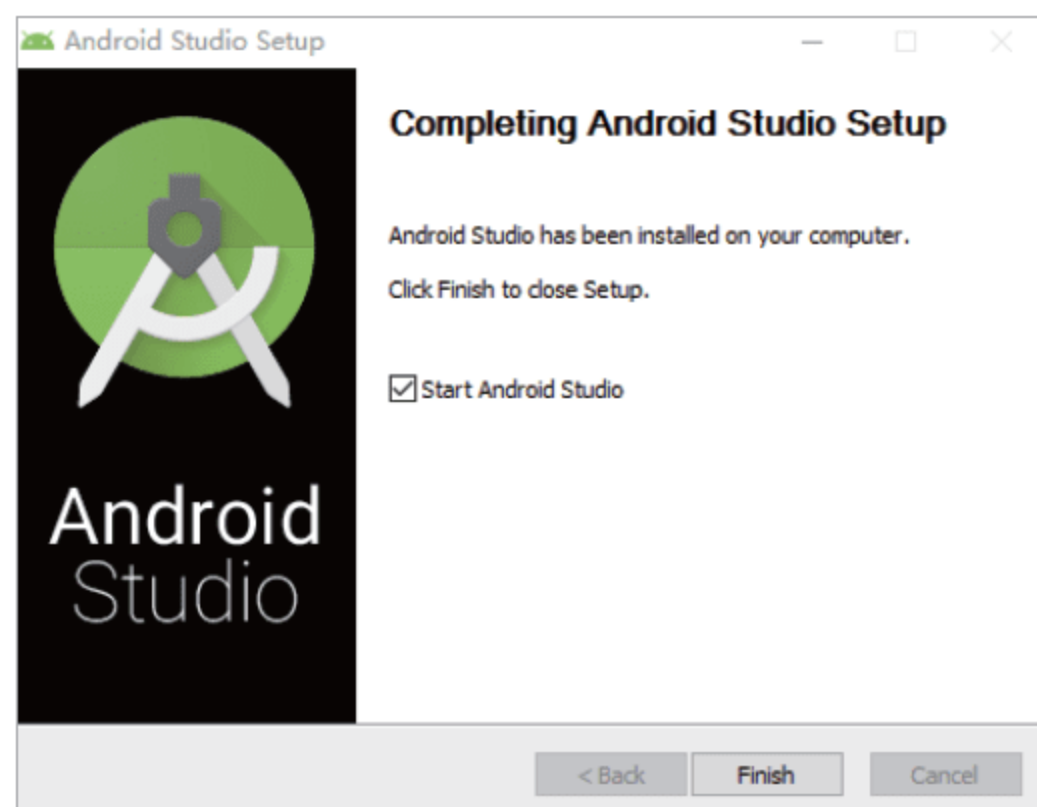 Android Studio Setup
Completing Android Studio Setup
Android Studio has been installed on your computer.
Click Finish to close Setup.
Start Android Studio
Android
Studio
< Back
Finish
Cancel